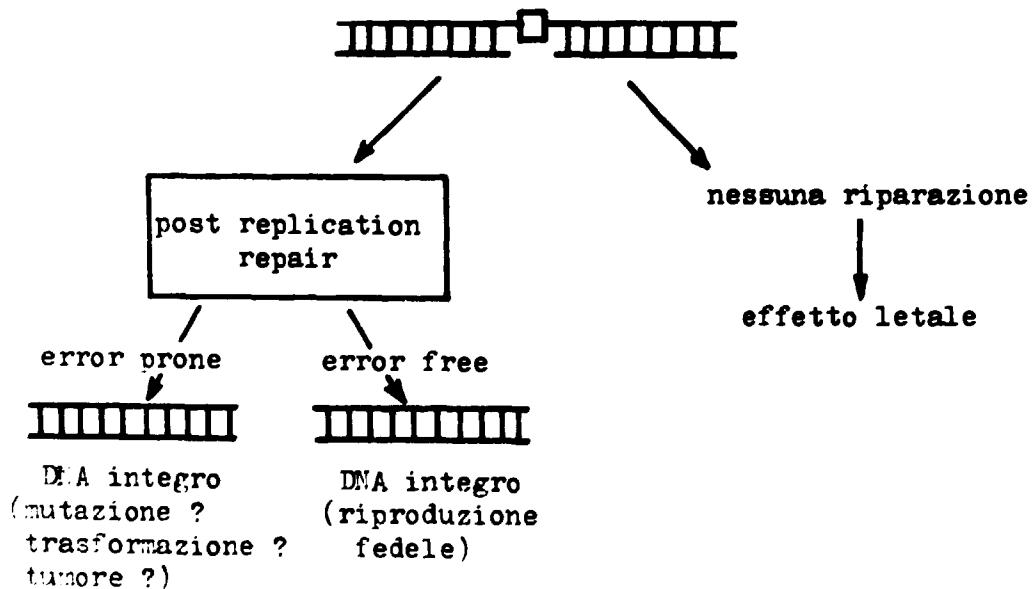 post replication
repair
nessuna riparazione
effetto letale
error prone
error free
DNA integro
(mutazione ?
trasformazione ?
tumore ?)
DNA integro
(riproduzione
fedele)